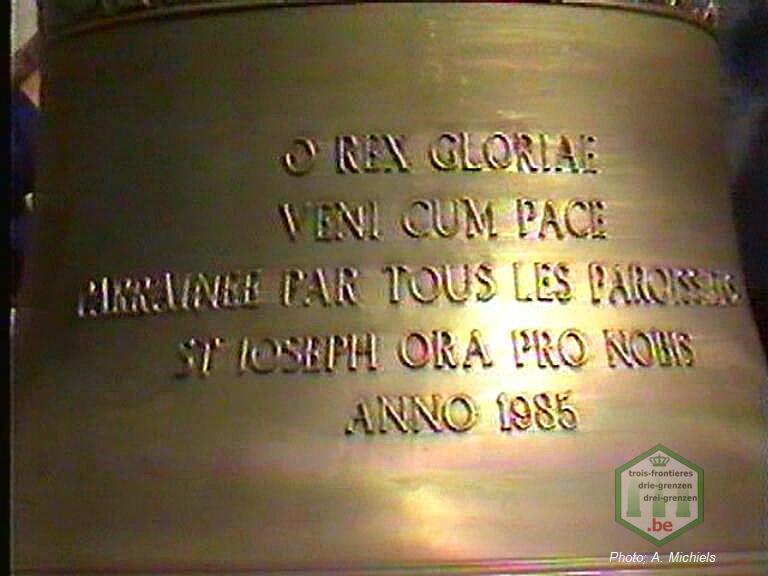 O REX GLORIAE
VENI CUM PACE
PARRAINEE PAR TOUS LES PAROISSIENS
ST IOSEPH ORA PRO NOBIS
ANNO 1985
trois-frontieres
drie-grenzen
drei-grenzen
.be
Photo: A. Michiels